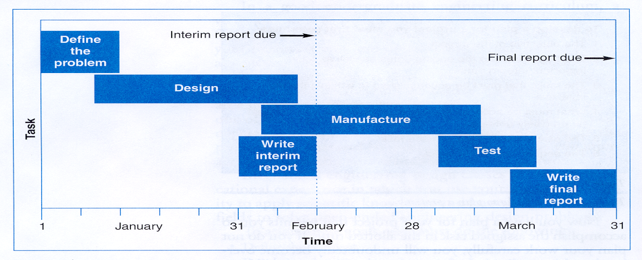 Define
the
problem
Interim report due
Final report due
Design
Manufacture
Write
interim
report
Test
Write
final
report
Task
1 January 31 February 28 March 31
Time